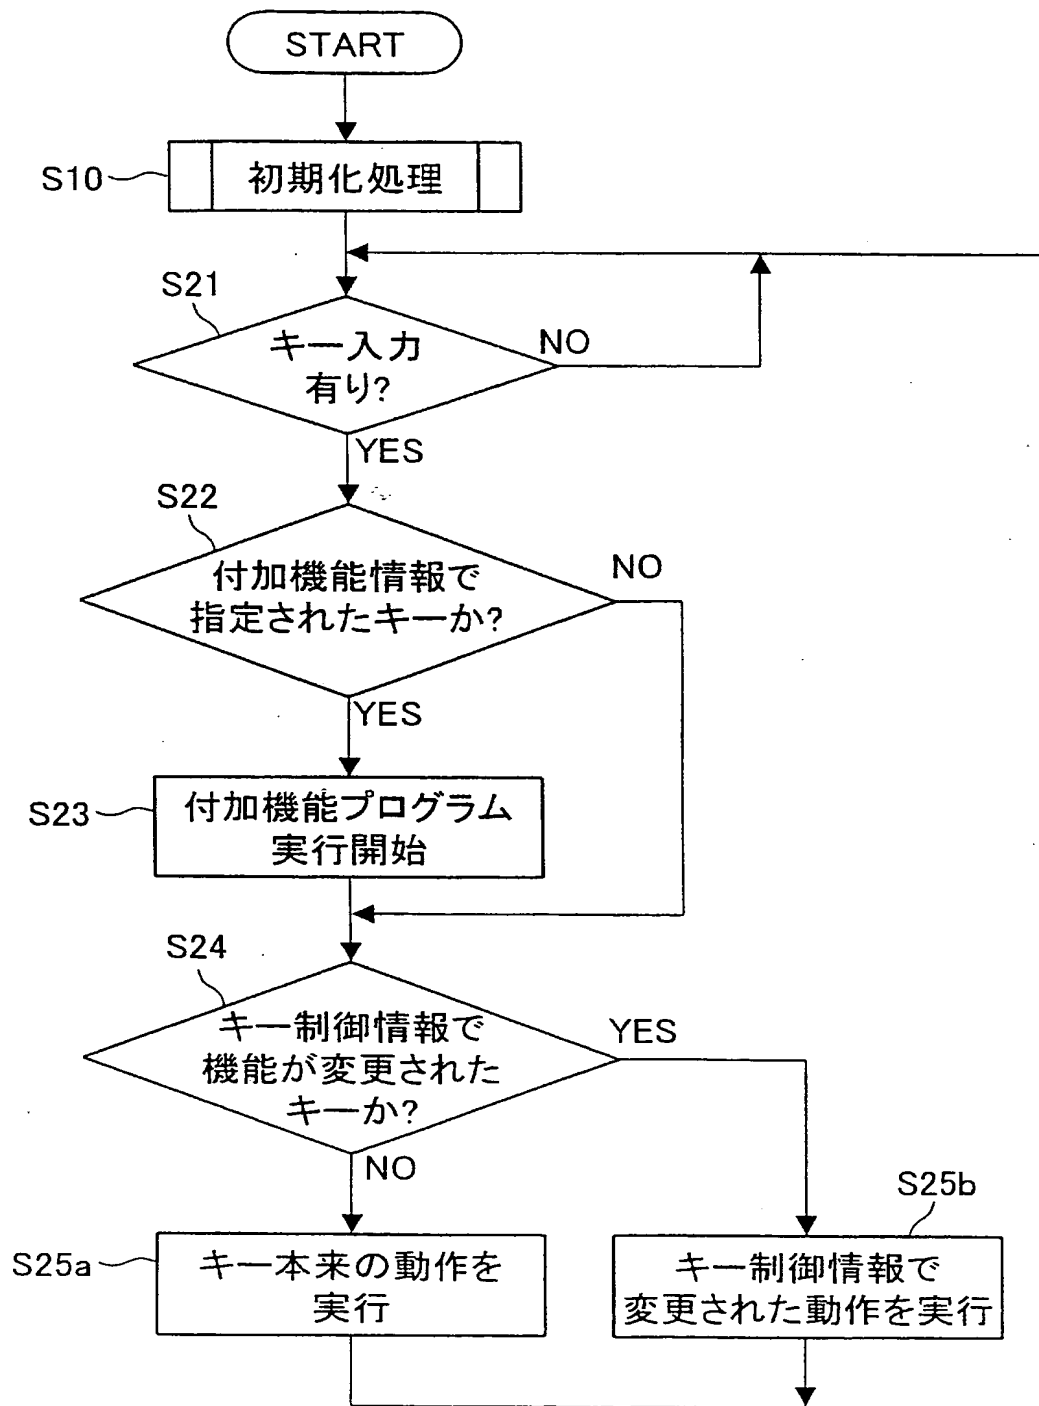 START
S10
初期化処理
S21
キー入力
有り?
NO
YES
S22
付加機能情報で
指定されたキーか?
NO
YES
S23
付加機能プログラム
実行開始
S24
キー制御情報で
機能が変更された
キーか?
YES
NO
S25a
キー本来の動作を
実行
S25b
キー制御情報で
変更された動作を実行